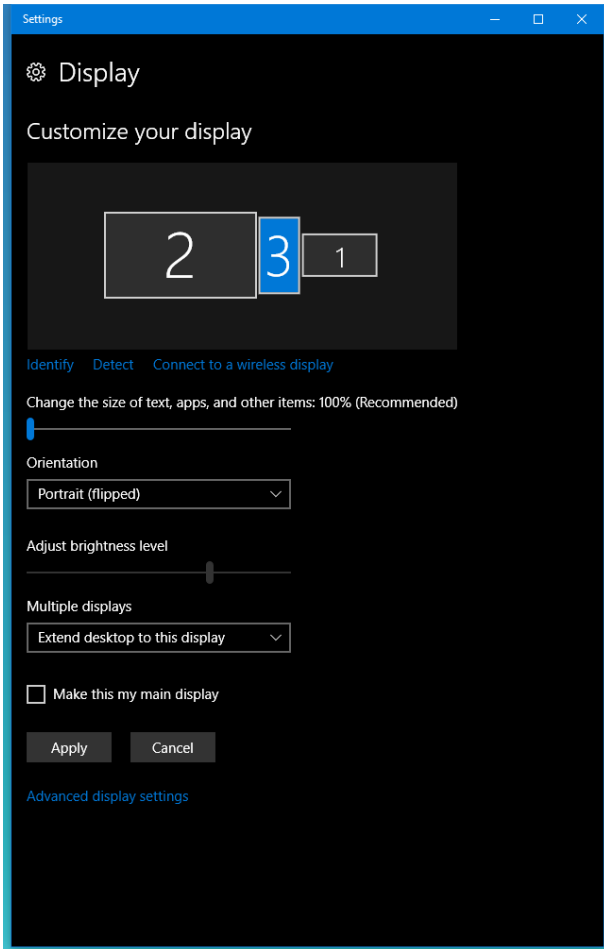 Settings
Display
Customize your display
2
3
1
Identify Detect Connect to a wireless display
Change the size of text, apps, and other items: 100% (Recommended)
Orientation
Portrait (flipped)
Adjust brightness level
Multiple displays
Extend desktop to this display
Make this my main display
Apply Cancel
Advanced display settings